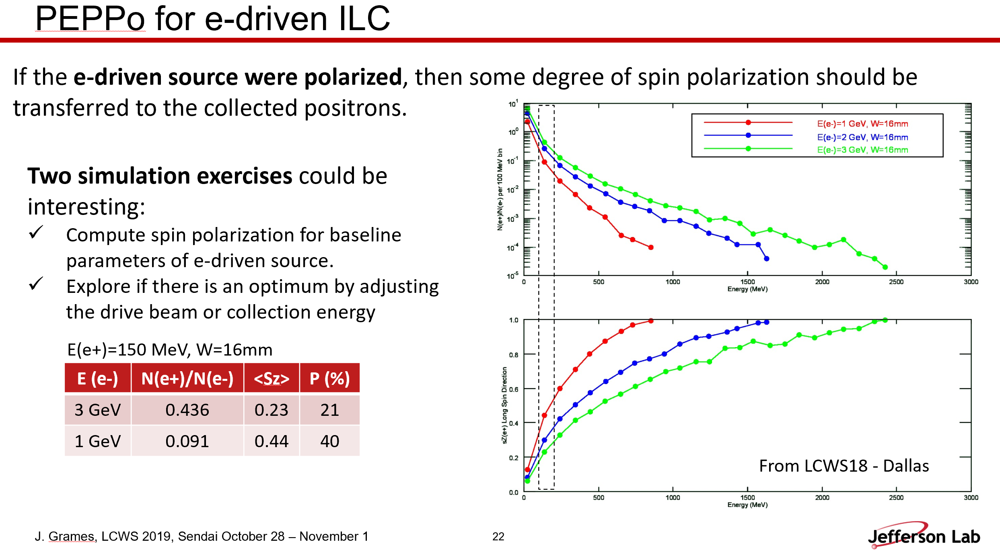 PEPPo for e-driven ILC
If the e-driven source were polarized, then some degree of spin polarization should be
transferred to the collected positrons.
Two simulation exercises could be
interesting:
✓ Compute spin polarization for baseline
parameters of e-driven source.
✓ Explore if there is an optimum by adjusting
the drive beam or collection energy
E(e+)=150 MeV, W=16mm
E (e-) N(e+)/N(e-) <Sz> P (%)
3 GeV 0.436 0.23 21
1 GeV 0.091 0.44 40
N(e+)/N(e-) per 100 MeV bin
10^1
10^0
10^-1
10^-2
10^-3
10^-4
10^-5
E(e-)=1 GeV, W=16mm
E(e-)=2 GeV, W=16mm
E(e-)=3 GeV, W=16mm
0 500 1000 1500 2000 2500 3000
Energy (MeV)
sZ(e+) Long Spin Direction
1.0
0.8
0.6
0.4
0.2
0.0
From LCWS18 - Dallas
0 500 1000 1500 2000 2500 3000
Energy (MeV)
J. Grames, LCWS 2019, Sendai October 28 – November 1
22
Jefferson Lab